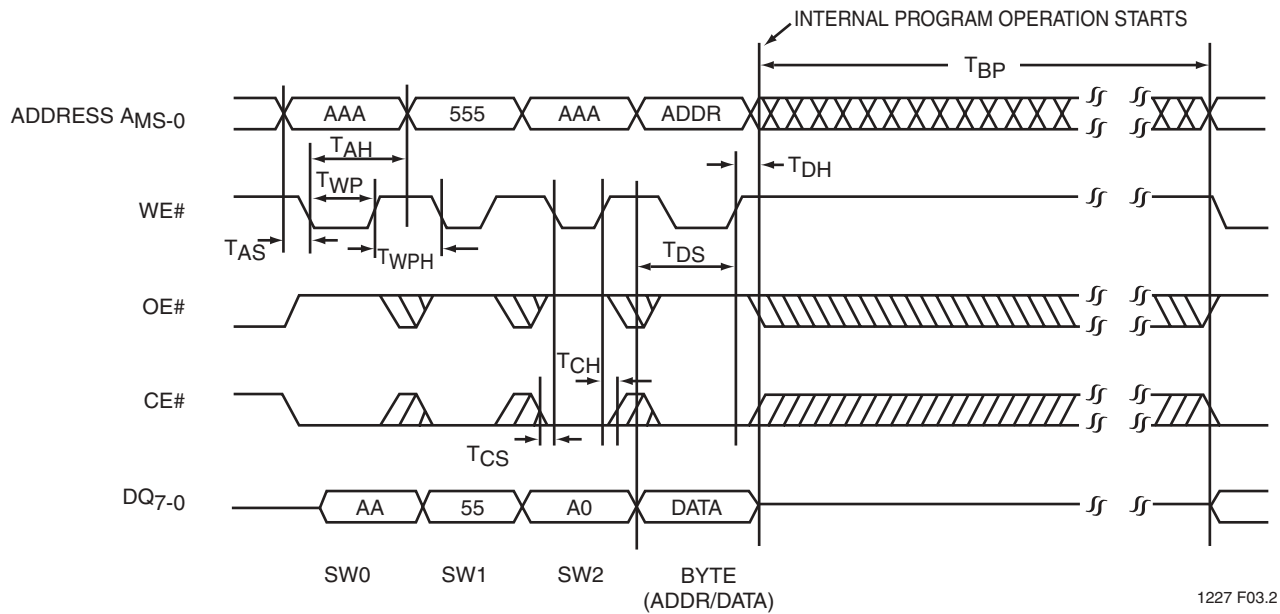 INTERNAL PROGRAM OPERATION STARTS
TBP
ADDRESS AMS-0
AAA
555
AAA
ADDR
TAH
TDH
TWP
WE#
TAS
TWPH
TDS
OE#
TCH
CE#
TCS
DQ7-0
AA
55
A0
DATA
SW0
SW1
SW2
BYTE
(ADDR/DATA)
1227 F03.2